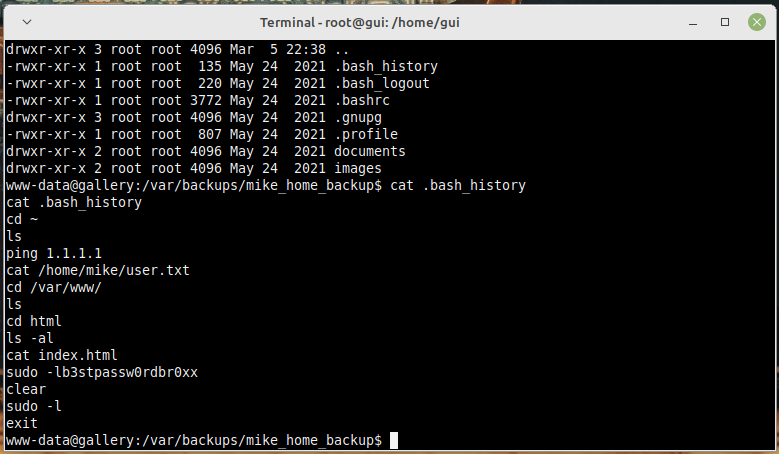 Terminal - root@gui: /home/gui
drwxr-xr-x 3 root root 4096 Mar  5 22:38 ..
-rwxr-xr-x 1 root root  135 May 24  2021 .bash_history
-rwxr-xr-x 1 root root  220 May 24  2021 .bash_logout
-rwxr-xr-x 1 root root 3772 May 24  2021 .bashrc
drwxr-xr-x 3 root root 4096 May 24  2021 .gnupg
-rwxr-xr-x 1 root root  807 May 24  2021 .profile
drwxr-xr-x 2 root root 4096 May 24  2021 documents
drwxr-xr-x 2 root root 4096 May 24  2021 images
www-data@gallery:/var/backups/mike_home_backup$ cat .bash_history
cat .bash_history
cd ~
ls
ping 1.1.1.1
cat /home/mike/user.txt
cd /var/www/
ls
cd html
ls -al
cat index.html
sudo -lb3stpassw0rdbr0xx
clear
sudo -l
exit
www-data@gallery:/var/backups/mike_home_backup$